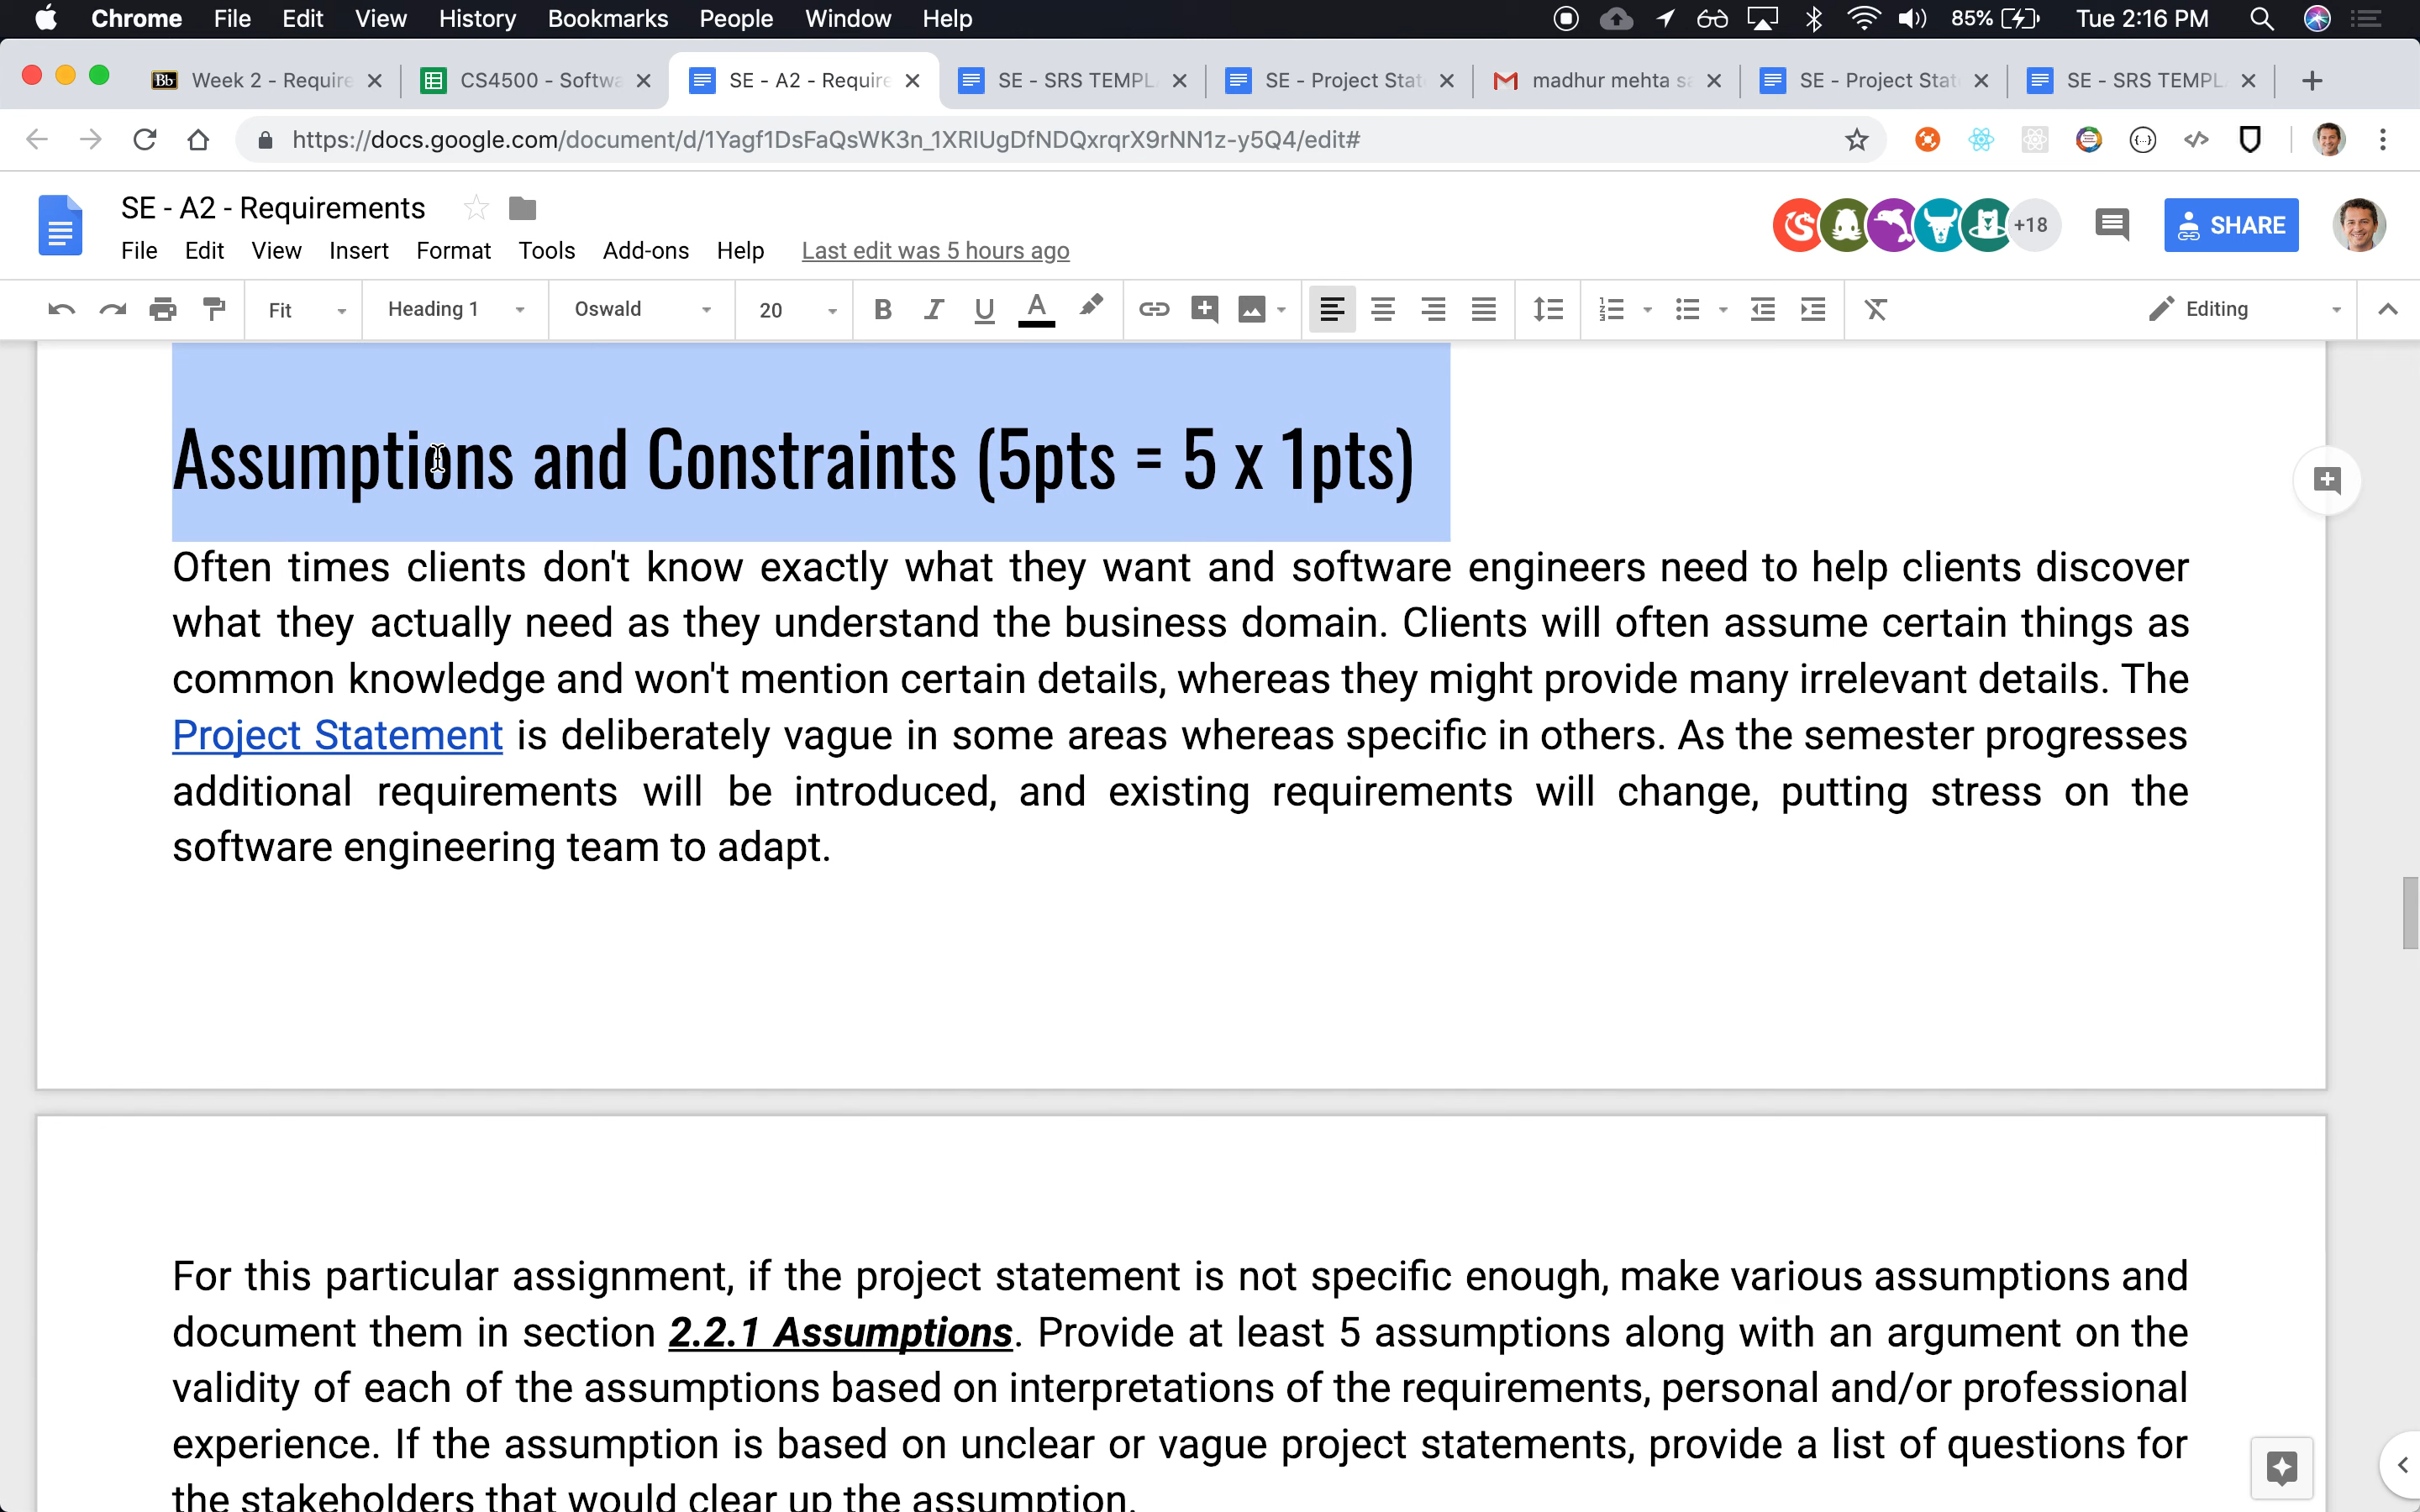 Chrome File Edit View History Bookmarks People Window Help 85% Tue 2:16 PM
Bb Week 2 - Require CS4500 - Softwa SE - A2 - Require SE - SRS TEMPL SE - Project Stat madhur mehta s SE - Project Stat SE - SRS TEMPL
https://docs.google.com/document/d/1Yagf1DsFaQsWK3n_1XRIUgDfNDQxrqrX9rNN1z-y5Q4/edit#
SE - A2 - Requirements
+18 SHARE
File Edit View Insert Format Tools Add-ons Help Last edit was 5 hours ago
Fit Heading 1 Oswald 20 B I U A Editing
Assumptions and Constraints (5pts = 5 x 1pts)
Often times clients don't know exactly what they want and software engineers need to help clients discover
what they actually need as they understand the business domain. Clients will often assume certain things as
common knowledge and won't mention certain details, whereas they might provide many irrelevant details. The
Project Statement is deliberately vague in some areas whereas specific in others. As the semester progresses
additional requirements will be introduced, and existing requirements will change, putting stress on the
software engineering team to adapt.
For this particular assignment, if the project statement is not specific enough, make various assumptions and
document them in section 2.2.1 Assumptions. Provide at least 5 assumptions along with an argument on the
validity of each of the assumptions based on interpretations of the requirements, personal and/or professional
experience. If the assumption is based on unclear or vague project statements, provide a list of questions for
the stakeholders that would clear up the assumption.